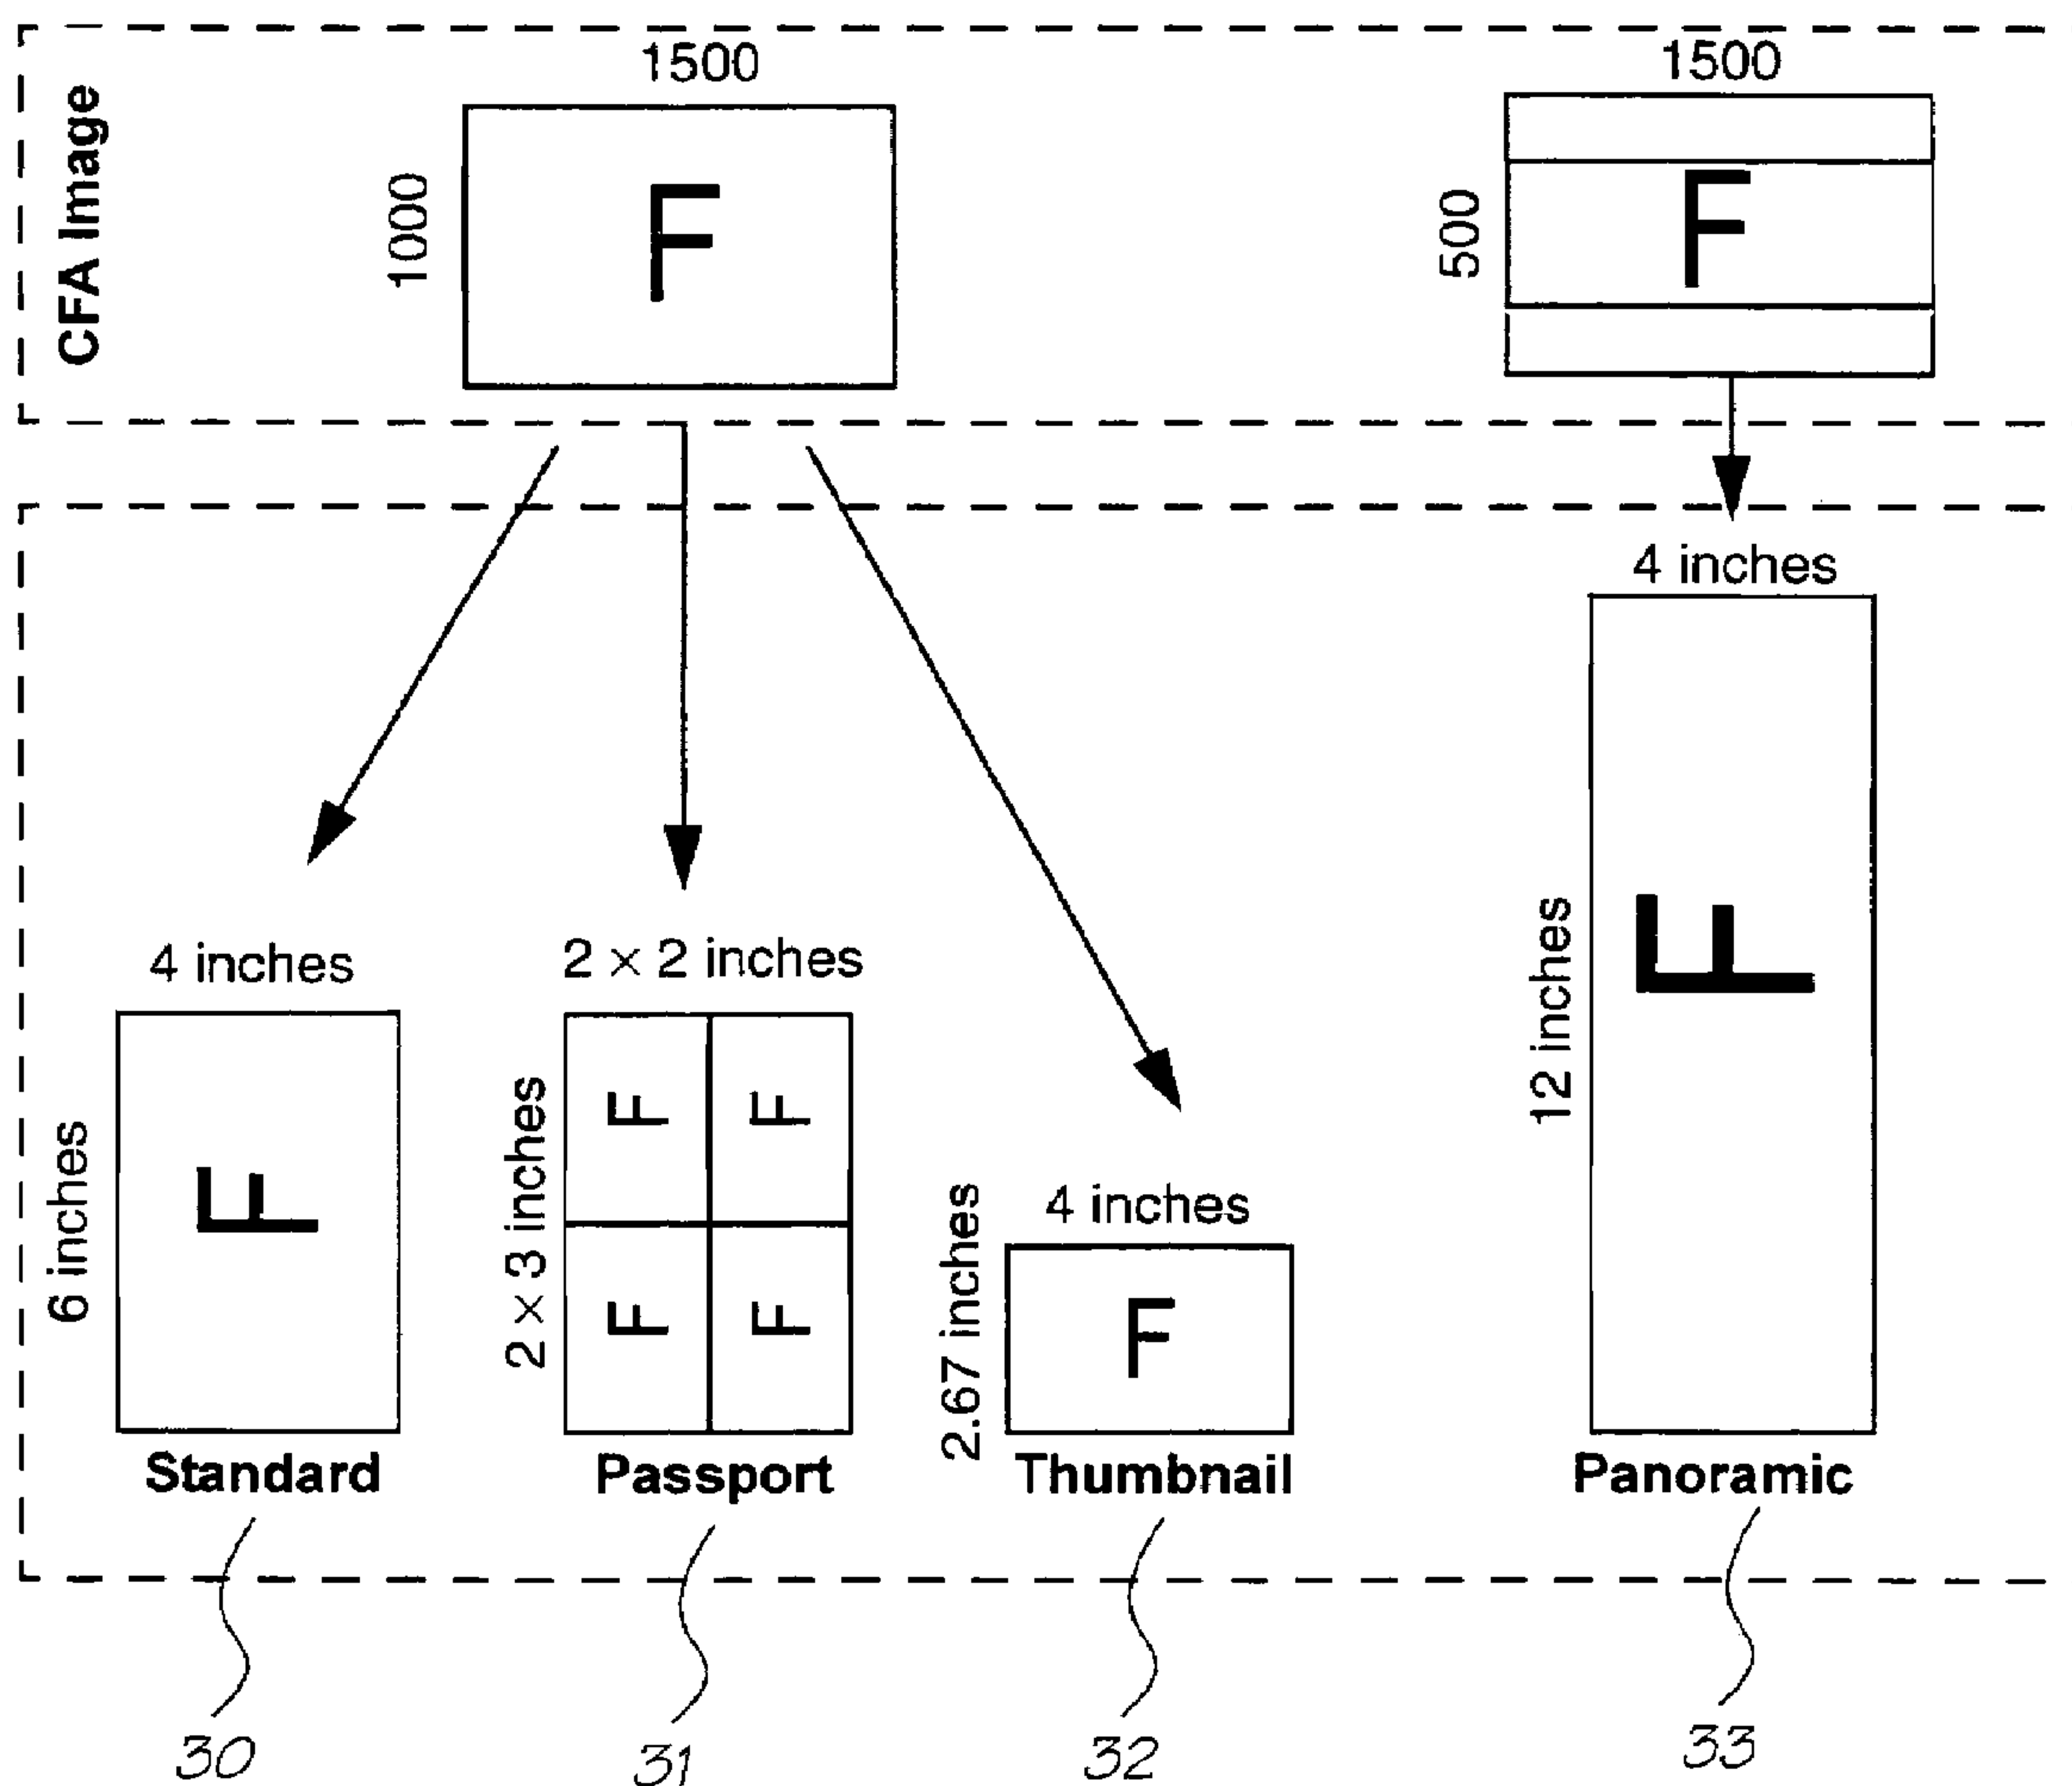 CFA Image
1500
1000
F
1500
500
F
4 inches
6 inches
F
Standard
2 × 2 inches
2 × 3 inches
F
F
F
F
Passport
4 inches
2.67 inches
F
Thumbnail
4 inches
12 inches
F
Panoramic
30
31
32
33